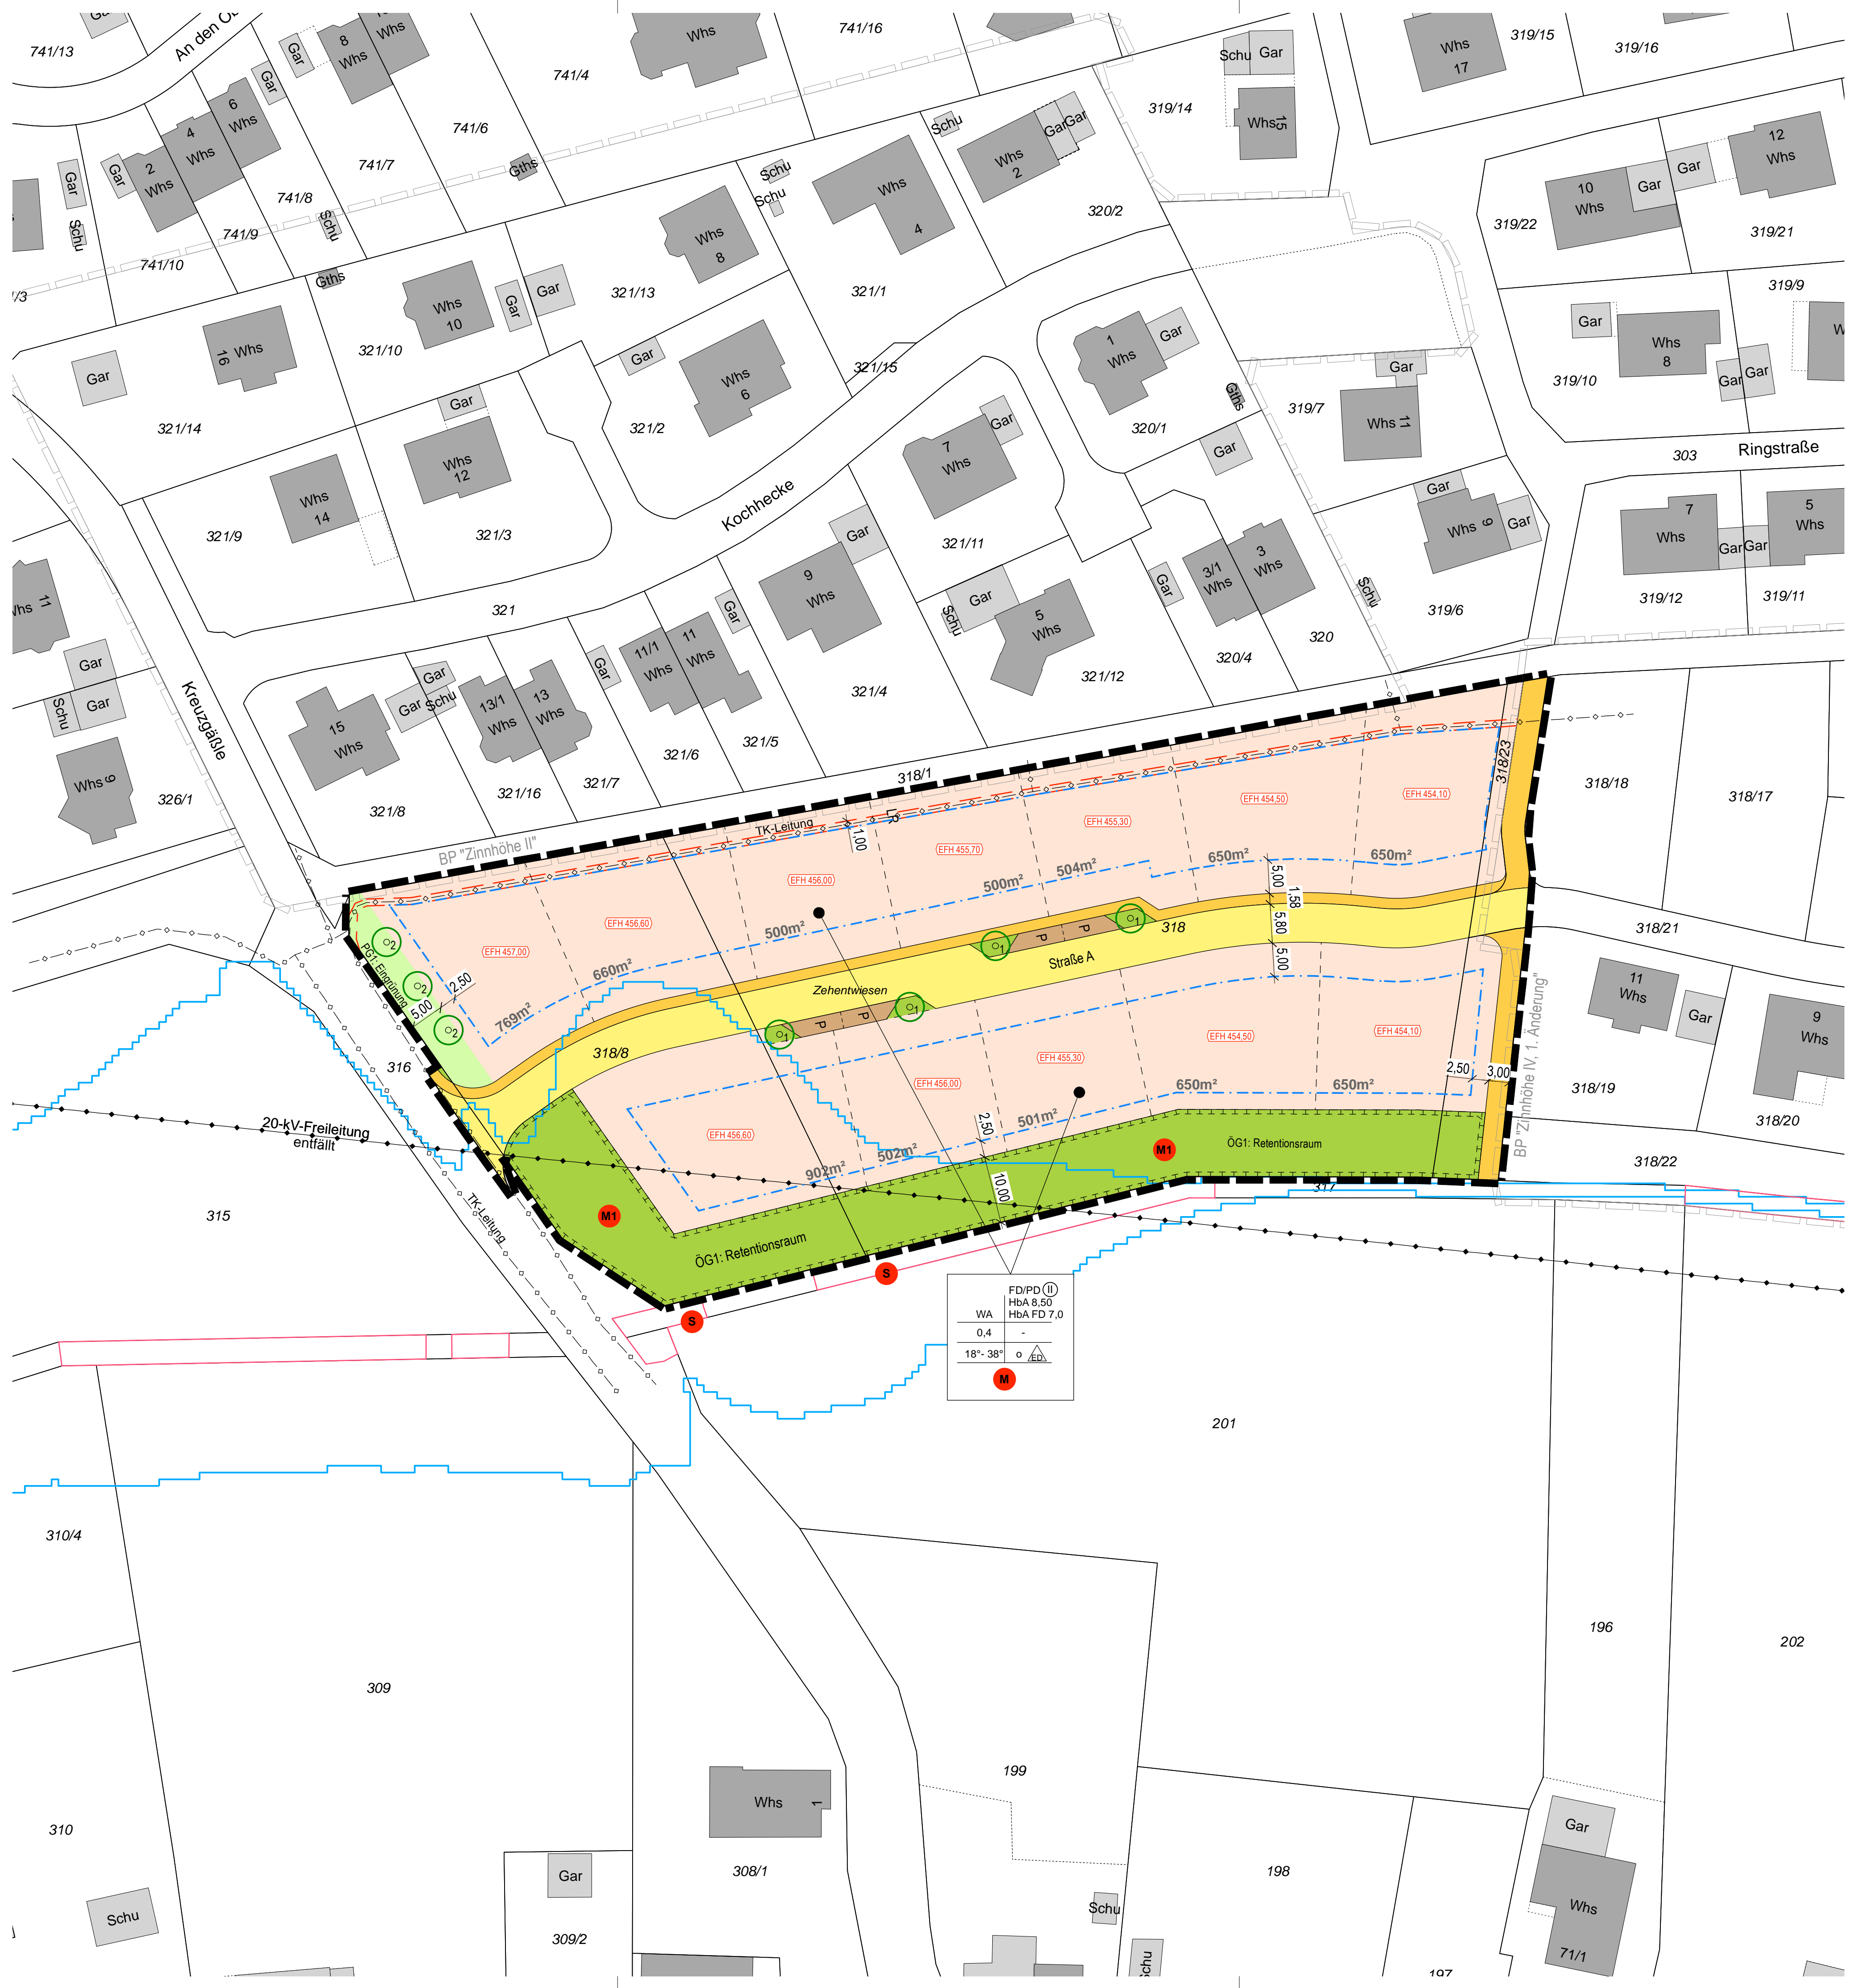 741/13
Ga
An den O
8
Whs
Whs
Gar
Gar
6
Whs
4
Whs
2
Whs
Gar
Gar
Schu
741/4
741/6
741/7
741/8
741/9
741/10
Schu
Gths
Gths
Whs
741/16
Schu
Gar
Whs
15
319/14
Whs
17
319/15
319/16
Whs
2
Gar
Gar
Schu
320/2
12
Whs
Gar
Gar
10
Whs
319/22
319/21
319/9
/3
Whs
8
321/13
Schu
Schu
Whs
4
321/1
Whs
10
Gar
Gar
321/10
16
Whs
Gar
321/14
Gar
Whs
6
321/2
321/15
1
Whs
Gar
320/1
Gths
Gar
319/7
Gar
Whs
11
Gar
Whs
8
319/10
Gar
Gar
W
303
Ringstraße
Gar
Whs
12
321/3
Whs
14
321/9
Kochhecke
7
Whs
Gar
321/11
Gar
9
Whs
Gar
Whs
9
Gar
7
Whs
Gar
Gar
5
Whs
319/12
319/11
319/6
Schu
320
3
Whs
3/1
Whs
Gar
320/4
Gar
Schu
5
Whs
321/12
321/4
321
Gar
11
Whs
11/1
Whs
Gar
321/5
321/6
321/7
13
Whs
13/1
Whs
Gar
Gar
Schu
15
Whs
321/8
321/16
Whs
11
Gar
Gar
Schu
Whs
9
326/1
Kreuzgäßle
318/1
BP "Zinnhöhe II"
TK-Leitung
LR
1,00
EFH 457,00
EFH 456,60
EFH 456,00
EFH 455,70
EFH 455,30
EFH 454,50
EFH 454,10
769m²
660m²
500m²
500m²
504m²
650m²
650m²
5,00
1,58
5,80
5,00
318/23
318/18
318/17
318/21
318
P
P
1
1
Straße A
Zehentwiesen
P
P
1
1
318/8
PG1: Eingrünung
2
2
2
5,00
2,50
316
20-kV-Freileitung
entfällt
EFH 456,60
EFH 456,00
EFH 455,30
EFH 454,50
EFH 454,10
902m²
502m²
501m²
650m²
650m²
2,50
10,00
2,50
3,00
BP "Zinnhöhe IV, 1. Änderung"
11
Whs
Gar
9
Whs
318/19
318/20
318/22
317
M1
ÖG1: Retentionsraum
M1
ÖG1: Retentionsraum
S
S
TK-Leitung
315
FD/PD II
HbA 8,50
WA HbA FD 7,0
0,4 -
18°- 38° o ED
M
201
310/4
309
310
196
202
199
Whs
1
308/1
Gar
309/2
Schu
198
Schu
Schu
197
Gar
Whs
71/1